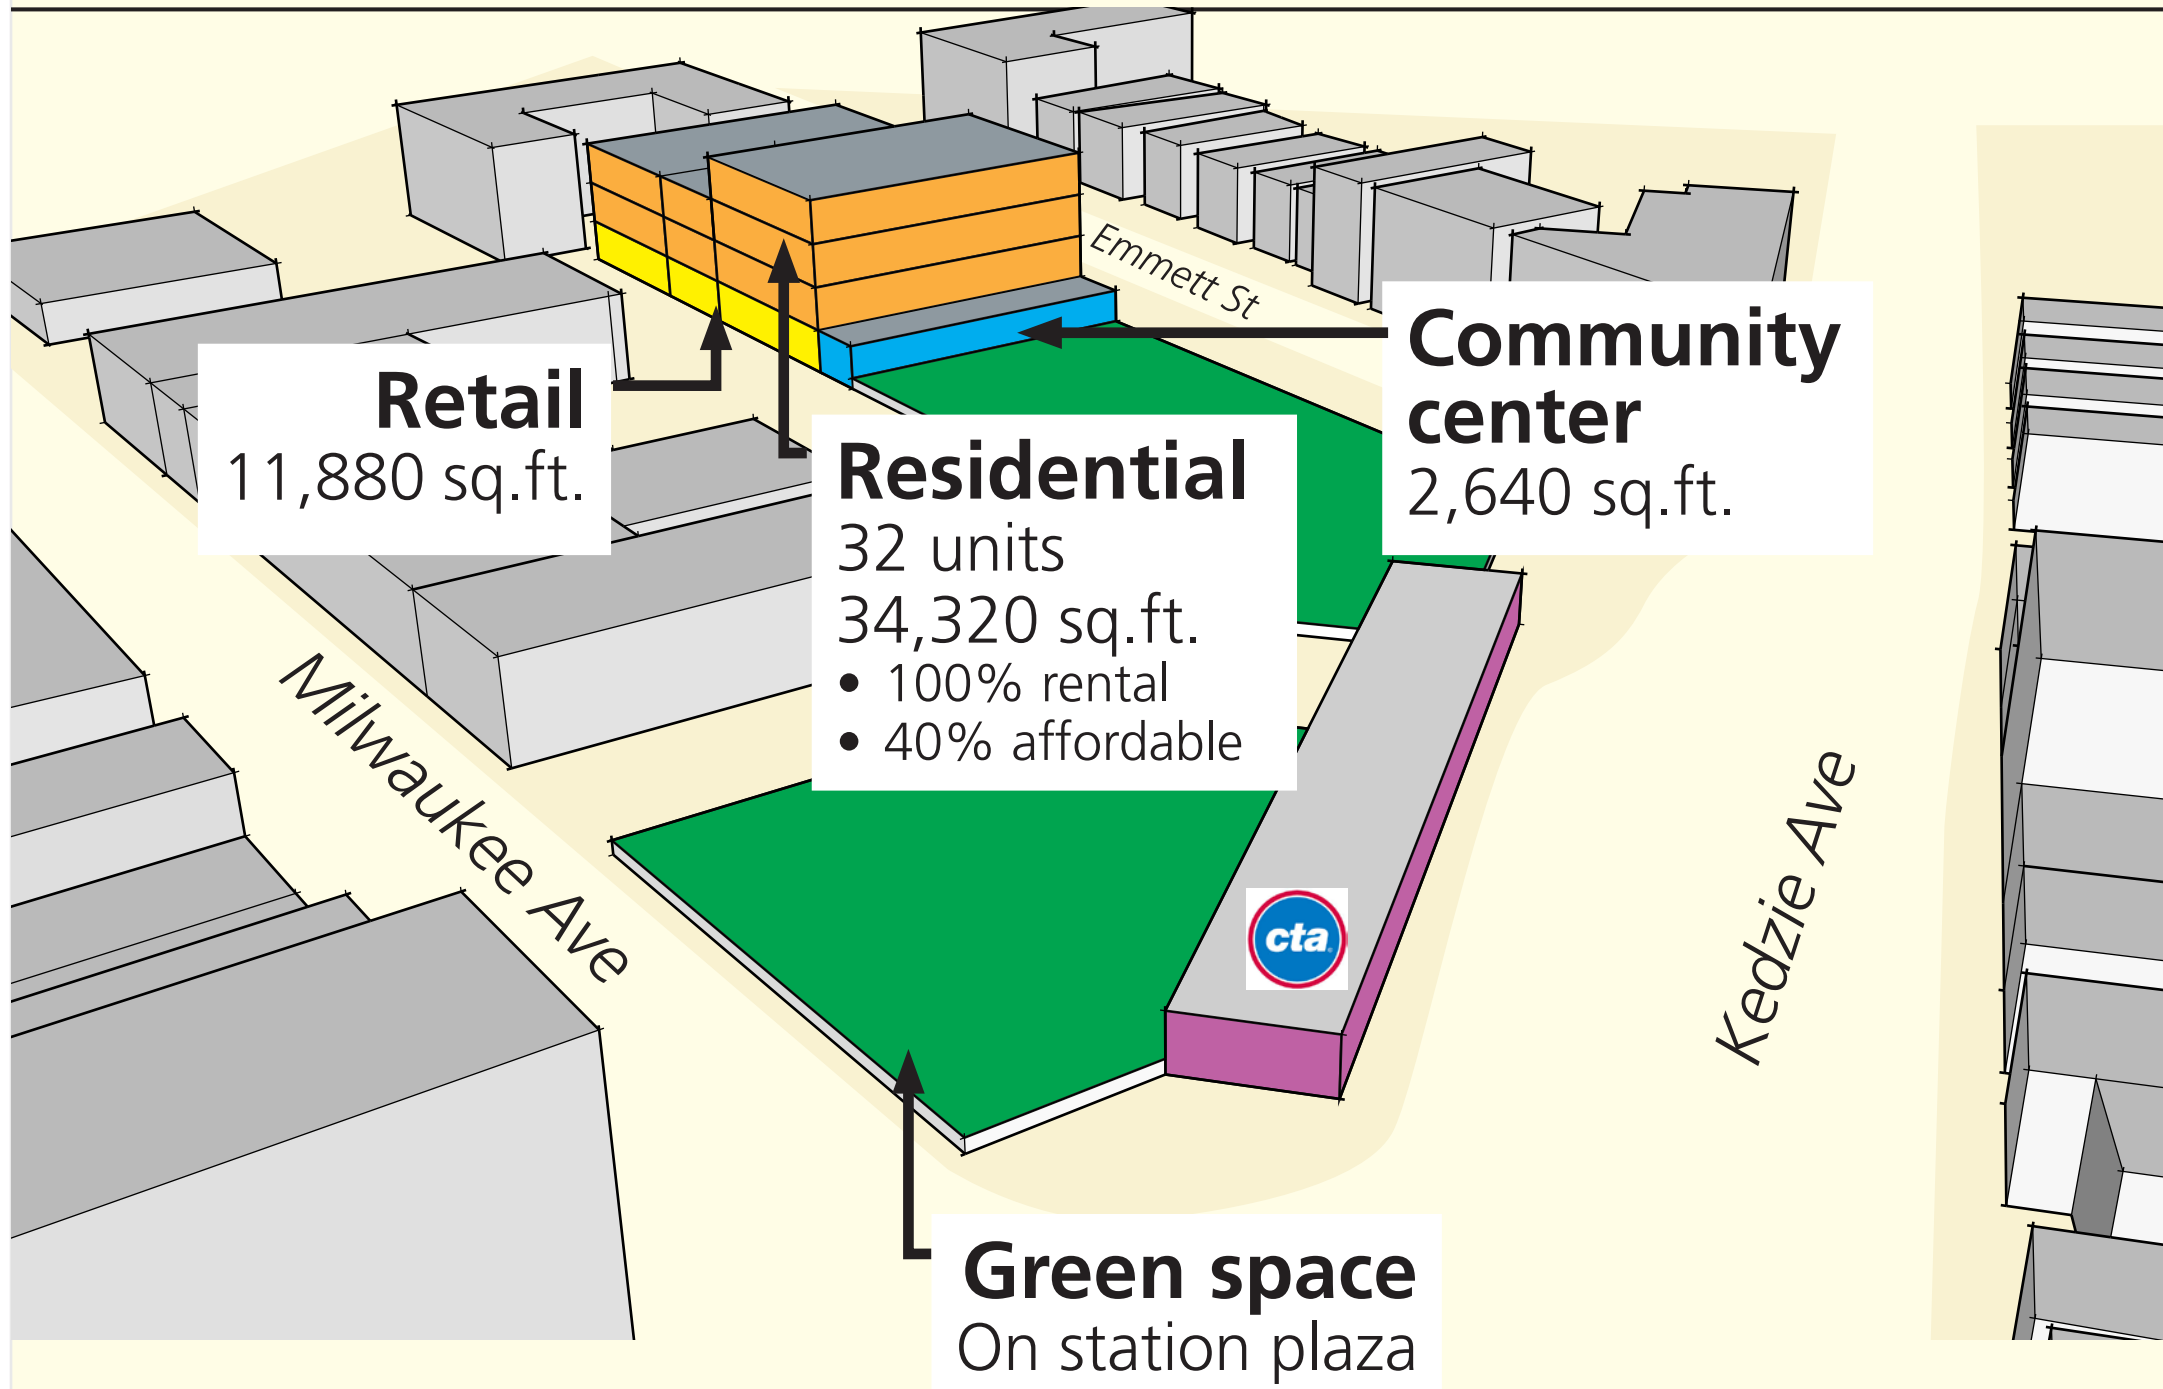 Emmett St
Community
center
2,640 sq.ft.
Retail
11,880 sq.ft.
Residential
32 units
34,320 sq.ft.
• 100% rental
• 40% affordable
Milwaukee Ave
Kedzie Ave
cta
Green space
On station plaza